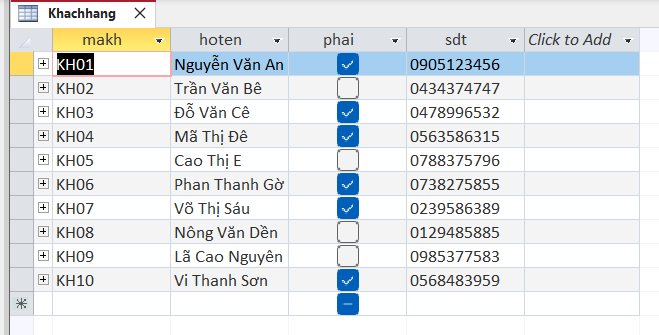 Khachhang
makh hoten phai sdt Click to Add
KH01 Nguyễn Văn An 0905123456
KH02 Trần Văn Bê 0434374747
KH03 Đỗ Văn Cê 0478996532
KH04 Mã Thị Đê 0563586315
KH05 Cao Thị E 0788375796
KH06 Phan Thanh Gờ 0738275855
KH07 Võ Thị Sáu 0239586389
KH08 Nông Văn Dền 0129485885
KH09 Lã Cao Nguyên 0985377583
KH10 Vi Thanh Sơn 0568483959